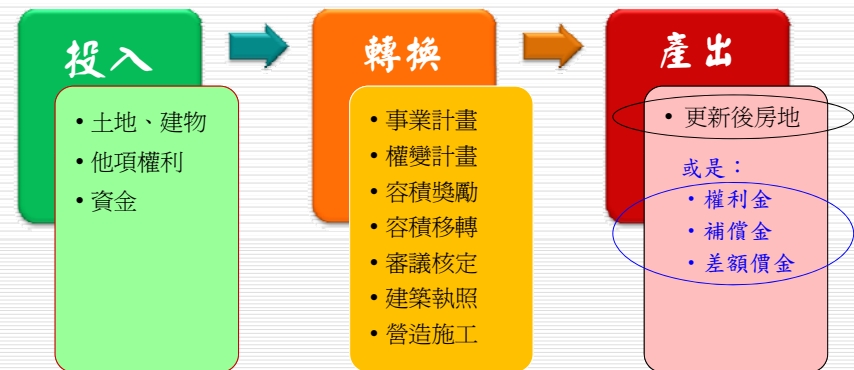 投入
• 土地、建物
• 他項權利
• 資金
轉換
• 事業計畫
• 權變計畫
• 容積獎勵
• 容積移轉
• 審議核定
• 建築執照
• 營造施工
產出
• 更新後房地
或是：
• 權利金
• 補償金
• 差額價金